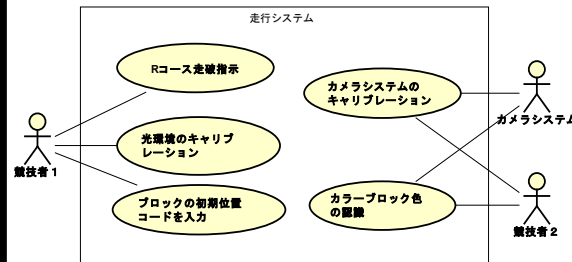 走行システム
Rコース走破指示
カメラシステムの
キャリブレーション
カメラシステム
光環境のキャリブ
レーション
競技者1
ブロックの初期位置
コードを入力
カラーブロック色
の認識
競技者2